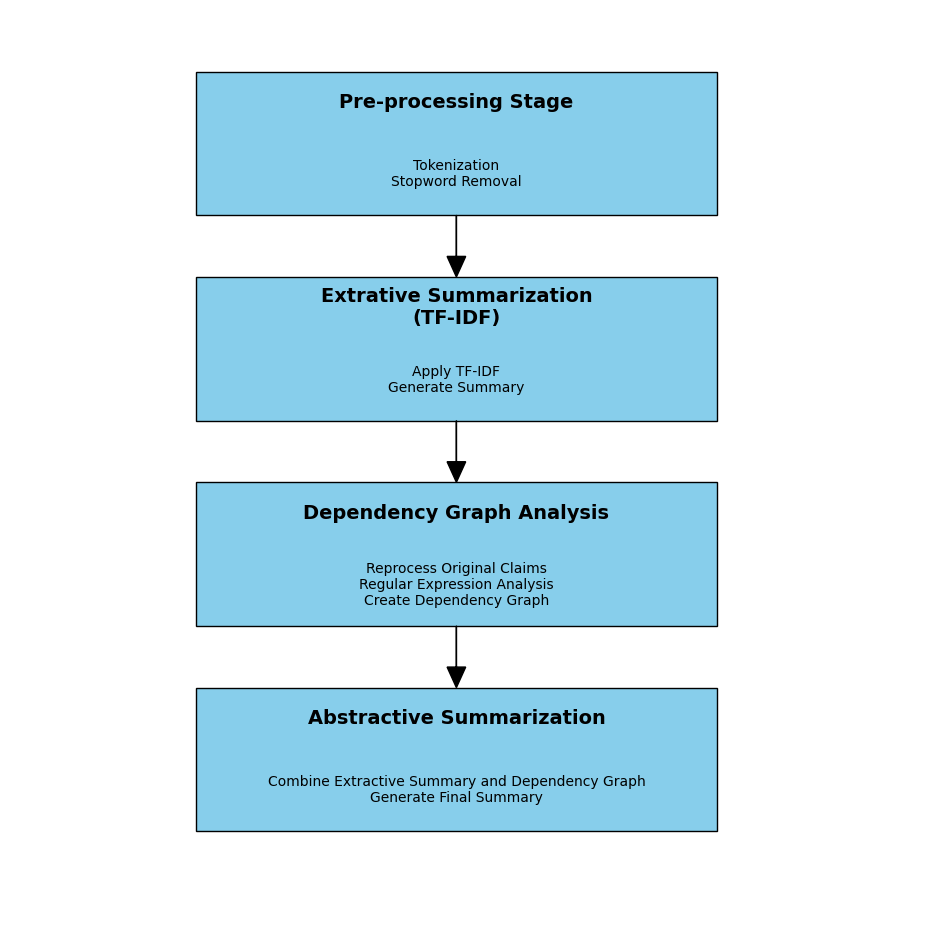 Pre-processing Stage
Tokenization
Stopword Removal
Extrative Summarization
(TF-IDF)
Apply TF-IDF
Generate Summary
Dependency Graph Analysis
Reprocess Original Claims
Regular Expression Analysis
Create Dependency Graph
Abstractive Summarization
Combine Extractive Summary and Dependency Graph
Generate Final Summary